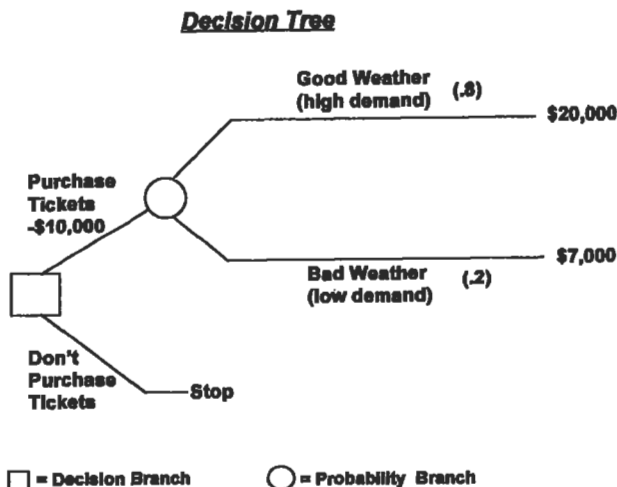 Decision Tree
Good Weather (.8)
(high demand)
$20,000
Purchase
Tickets
-$10,000
$7,000
Bad Weather (.2)
(low demand)
Don't
Purchase
Tickets
Stop
= Decision Branch
= Probability Branch